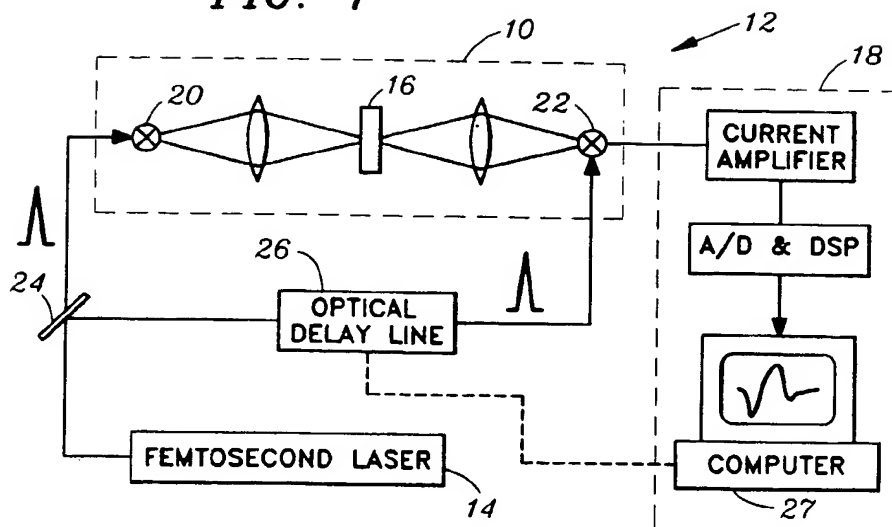 10
12
18
20
16
22
CURRENT
AMPLIFIER
A/D & DSP
24
26
OPTICAL
DELAY LINE
FEMTOSECOND LASER
14
COMPUTER
27